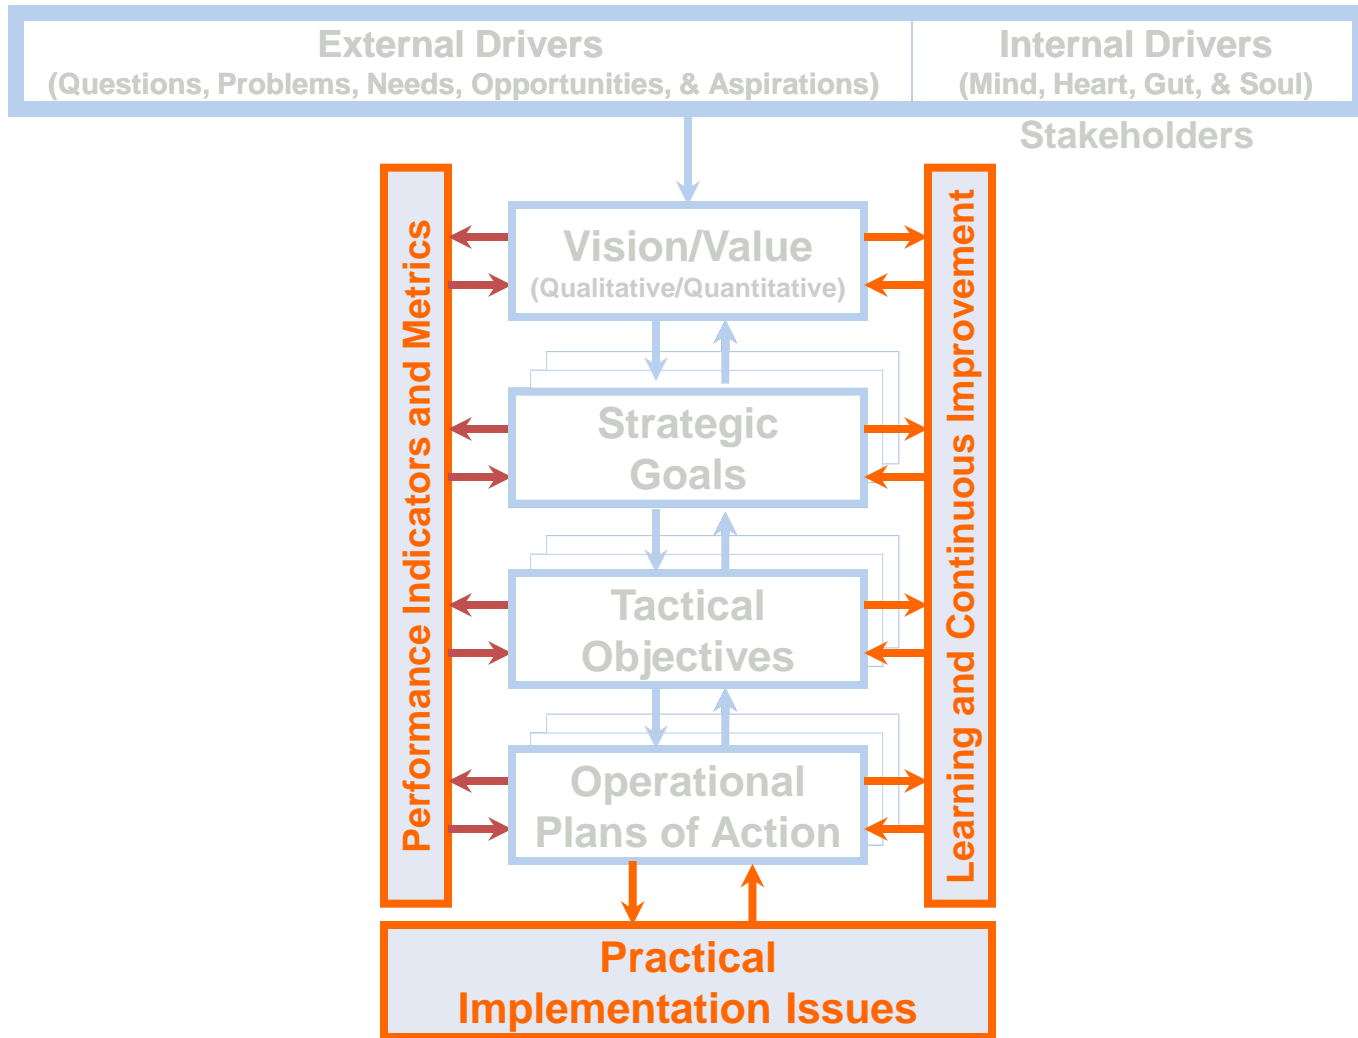 External Drivers
(Questions, Problems, Needs, Opportunities, & Aspirations)
Internal Drivers
(Mind, Heart, Gut, & Soul)
Stakeholders
Performance Indicators and Metrics
Vision/Value
(Qualitative/Quantitative)
Strategic
Goals
Tactical
Objectives
Operational
Plans of Action
Learning and Continuous Improvement
Practical
Implementation Issues